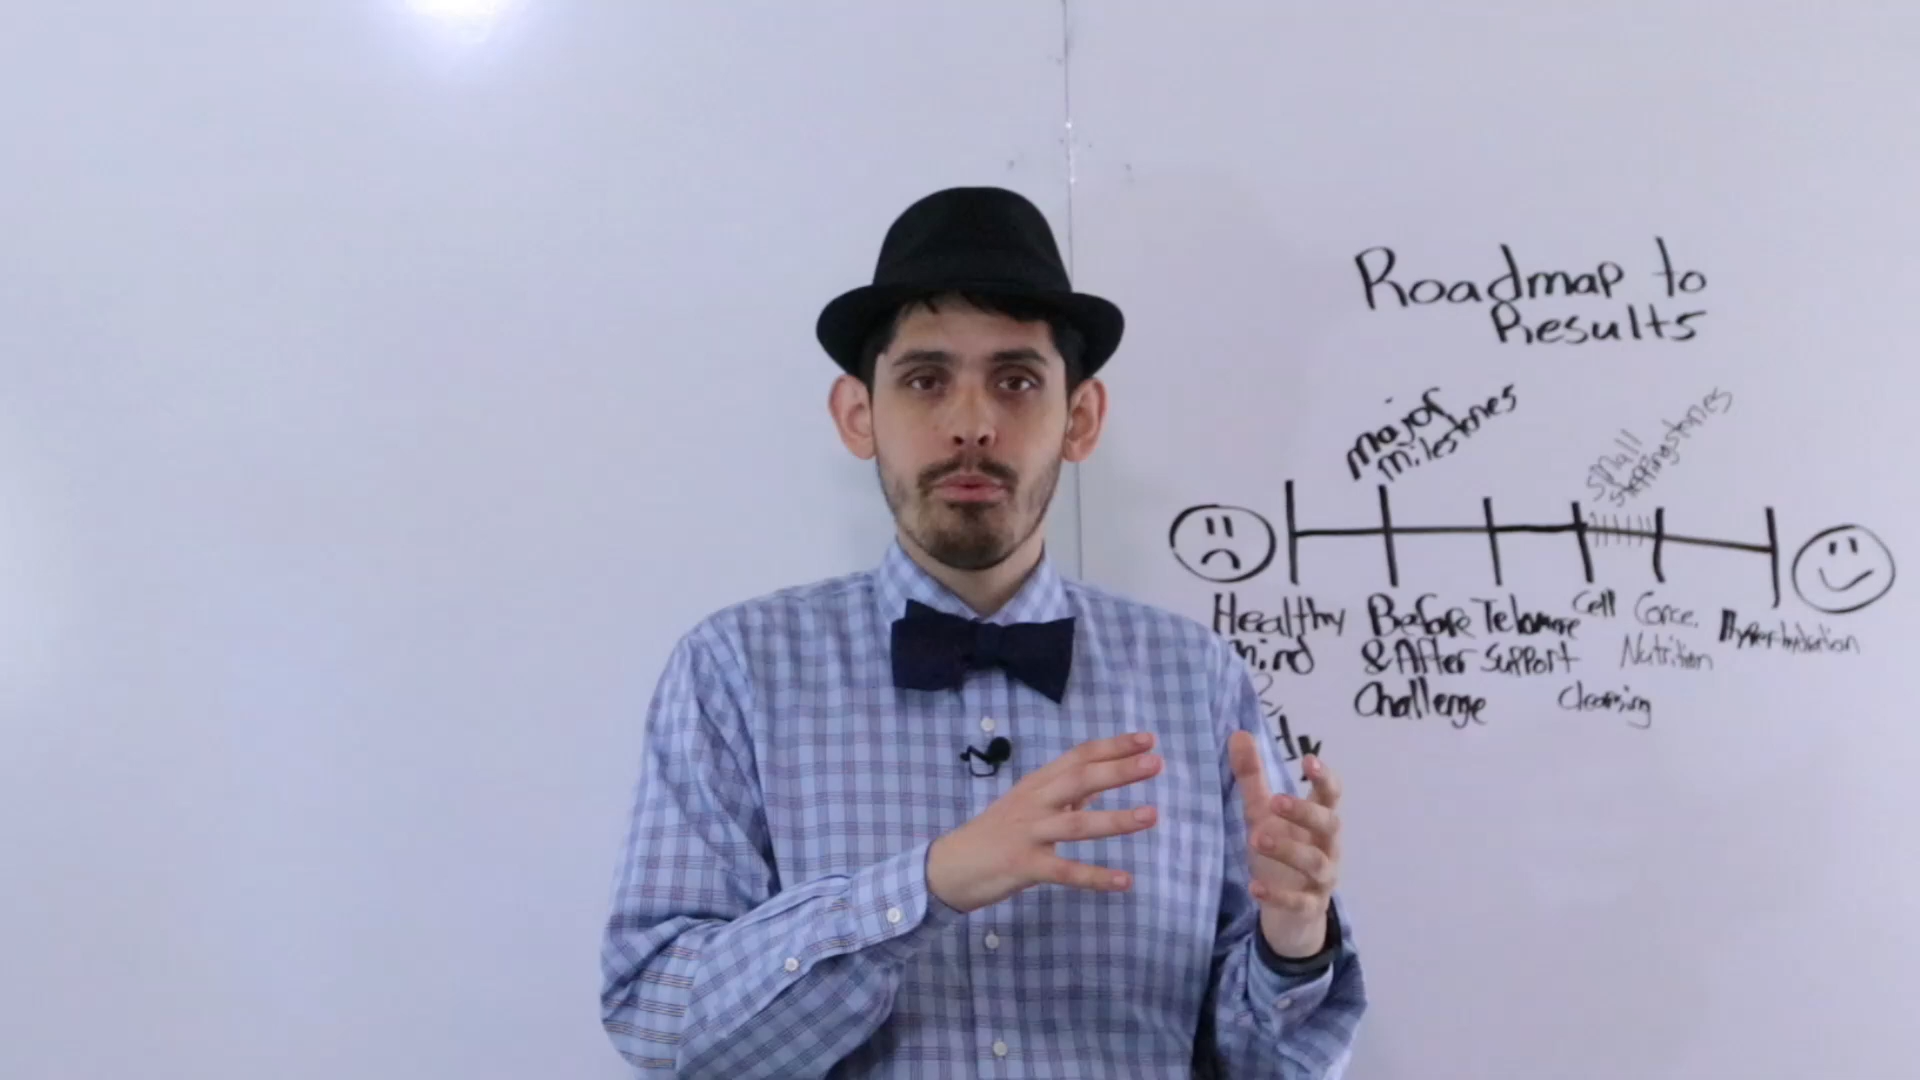 Roadmap to
Results
major
milestones
small
steppingstones
Healthy
mind
&
Before
& After
Challenge
Telomere
Support
Cell
Cleansing
Conce.
Nutrition
Hyper-hydration